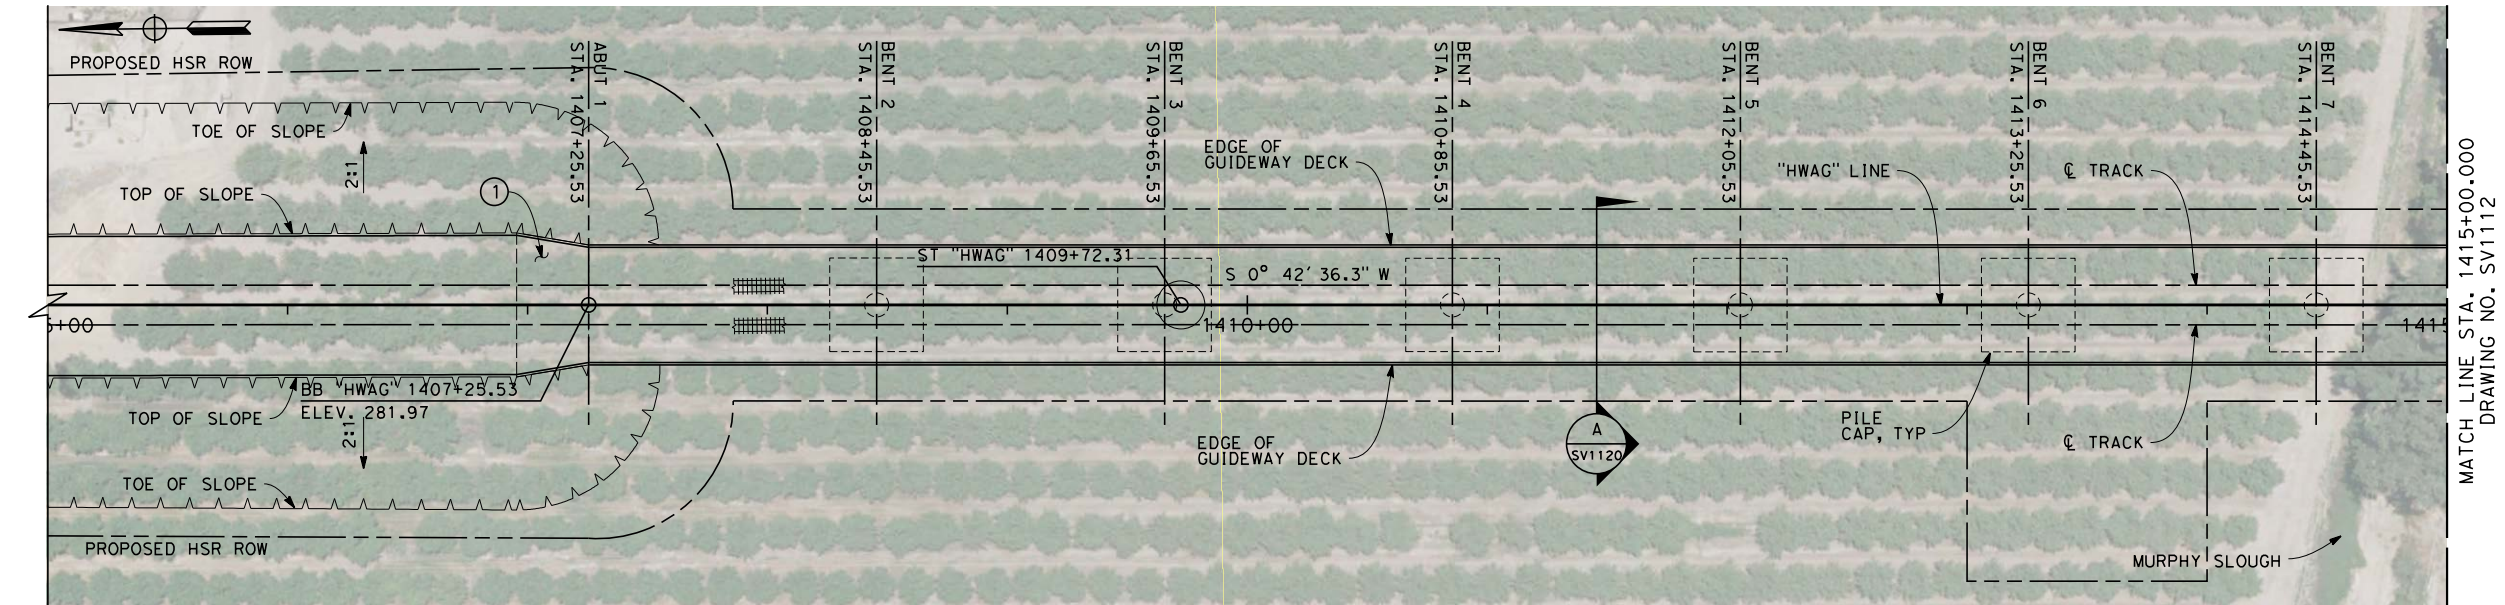 PROPOSED HSR ROW
TOE OF SLOPE
2:1
TOP OF SLOPE
1
ABUT 1
STA. 1407+25.53
BENT 2
STA. 1408+45.53
BENT 3
STA. 1409+65.53
BENT 4
STA. 1410+85.53
BENT 5
STA. 1412+05.53
BENT 6
STA. 1413+25.53
BENT 7
STA. 1414+45.53
EDGE OF
GUIDEWAY DECK
"HWAG" LINE
℄ TRACK
ST "HWAG" 1409+72.31
S 0° 42' 36.3" W
5+00
1410+00
1415
BB "HWAG" 1407+25.53
ELEV. 281.97
TOP OF SLOPE
2:1
TOE OF SLOPE
PROPOSED HSR ROW
EDGE OF
GUIDEWAY DECK
A
SV1120
PILE
CAP, TYP
℄ TRACK
MURPHY SLOUGH
MATCH LINE STA. 1415+00.000
DRAWING NO. SV1112